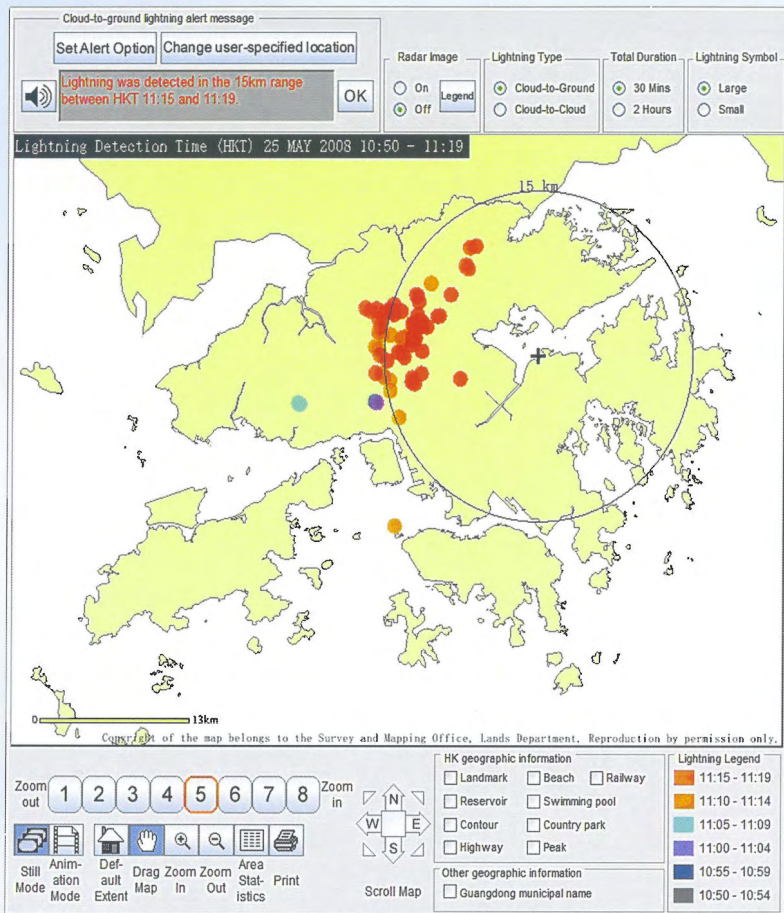 Cloud-to-ground lightning alert message
Set Alert Option
Change user-specified location
Lightning was detected in the 15km range
between HKT 11:15 and 11:19.
OK
Radar Image
On
Off
Legend
Lightning Type
Cloud-to-Ground
Cloud-to-Cloud
Total Duration
30 Mins
2 Hours
Lightning Symbol
Large
Small
Lightning Detection Time (HKT) 25 MAY 2008 10:50 - 11:19
15 km
0
13km
Copyright of the map belongs to the Survey and Mapping Office, Lands Department. Reproduction by permission only.
Zoom
out
1 2 3 4 5 6 7 8
Zoom
in
Still
Mode
Anim-
ation
Mode
Def-
ault
Extent
Drag
Map
Zoom
In
Zoom
Out
Area
Stat-
istics
Print
N
W E
S
Scroll Map
HK geographic information
Landmark Beach Railway
Reservoir Swimming pool
Contour Country park
Highway Peak
Other geographic information
Guangdong municipal name
Lightning Legend
11:15 - 11:19
11:10 - 11:14
11:05 - 11:09
11:00 - 11:04
10:55 - 10:59
10:50 - 10:54